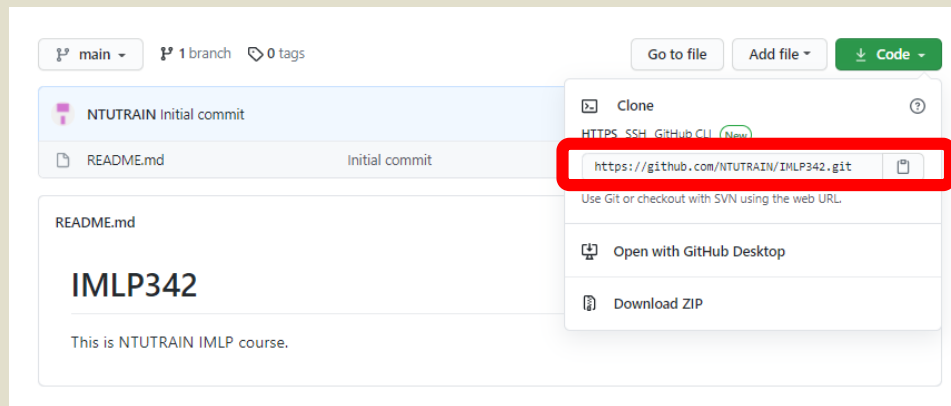 main
1 branch
0 tags
Go to file
Add file
Code
NTUTRAIN Initial commit
README.md
Initial commit
Clone
HTTPS SSH GitHub CLI New
https://github.com/NTUTRAIN/IMLP342.git
Use Git or checkout with SVN using the web URL.
Open with GitHub Desktop
Download ZIP
README.md
IMLP342
This is NTUTRAIN IMLP course.